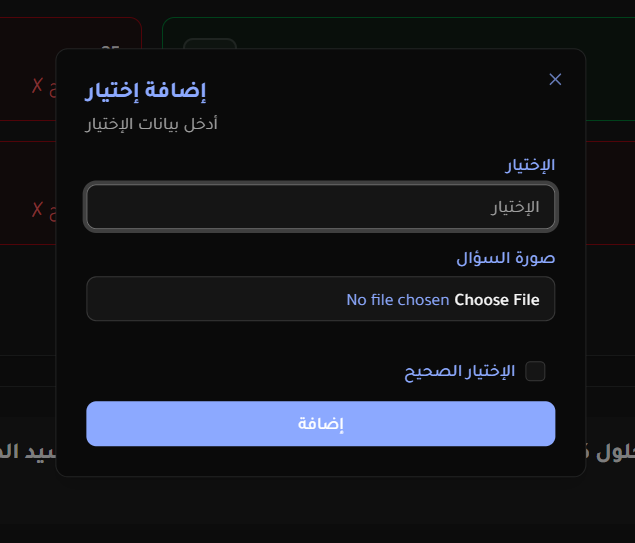 إضافة إختيار
أدخل بيانات الإختيار
الإختيار
الإختيار
صورة السؤال
Choose File No file chosen
الإختيار الصحيح
إضافة